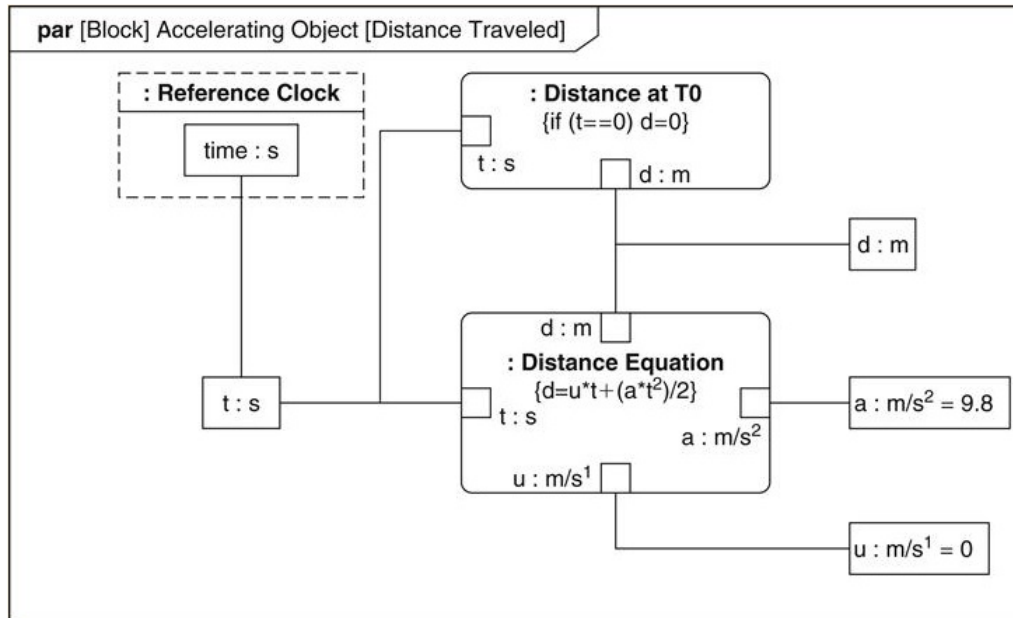 par [Block] Accelerating Object [Distance Traveled]
: Reference Clock
time : s
: Distance at T0
{if (t==0) d=0}
t : s
d : m
d : m
d : m
: Distance Equation
{d=u*t+(a*t²)/2}
t : s
t : s
a : m/s²
a : m/s² = 9.8
u : m/s¹
u : m/s¹ = 0